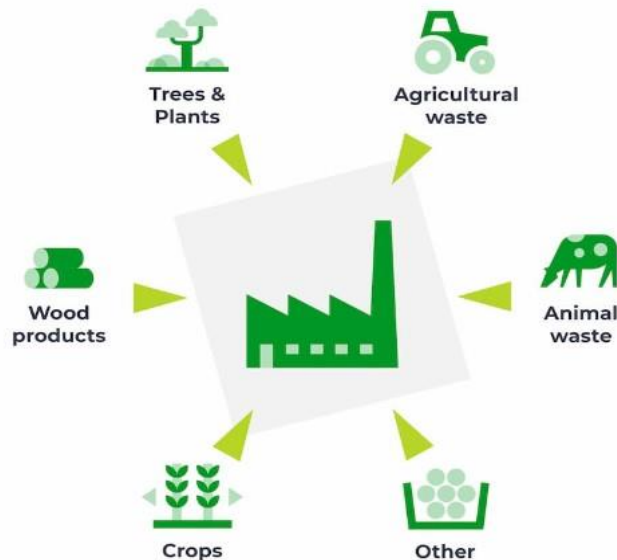 Trees &
Plants
Agricultural
waste
Wood
products
Animal
waste
Crops
Other